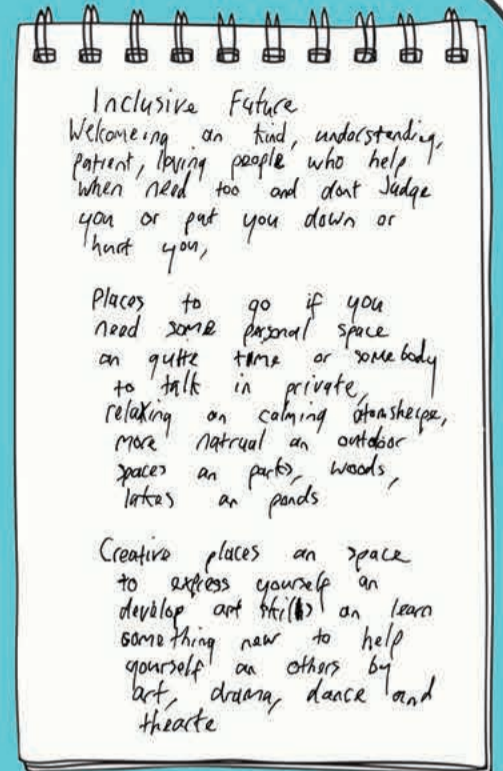 Inclusive Future
Welcomeing an kind, understanding,
patient, loving people who help
when need too and dont Judge
you or put you down or
hurt you,
Places to go if you
need some personal space
an quite time or somebody
to talk in private,
relaxing an calming atomsherpe,
more natrual an outdoor
spaces an parks, woods,
lakes an ponds
Creative places an space
to express yourself an
develop art skills an learn
something new to help
yourself an others by
art, drama, dance and
thearte